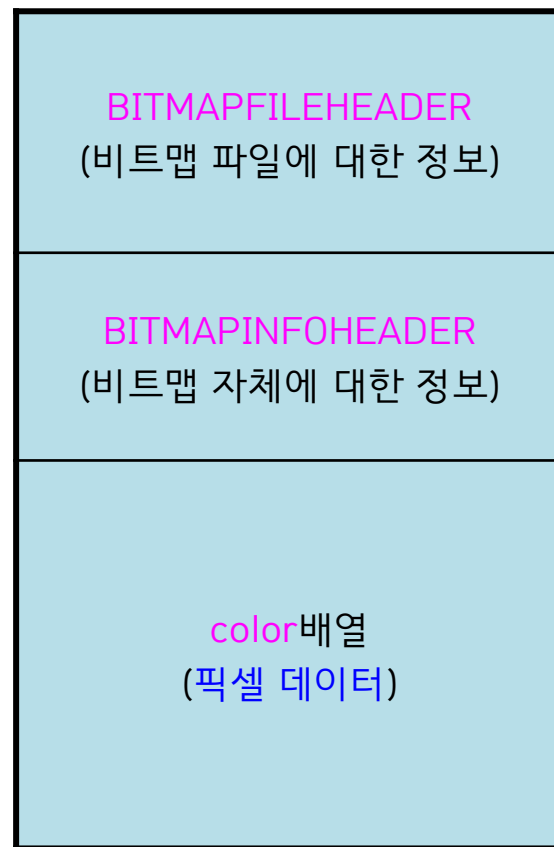 BITMAPFILEHEADER
(비트맵 파일에 대한 정보)
BITMAPINFOHEADER
(비트맵 자체에 대한 정보)
color배열
(픽셀 데이터)